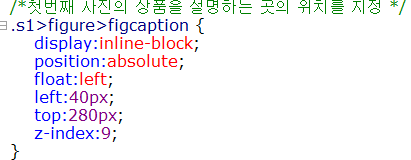 /*첫번째 사진의 상품을 설명하는 곳의 위치를 지정 */
.s1>figure>figcaption {
display:inline-block;
position:absolute;
float:left;
left:40px;
top:280px;
z-index:9;
}